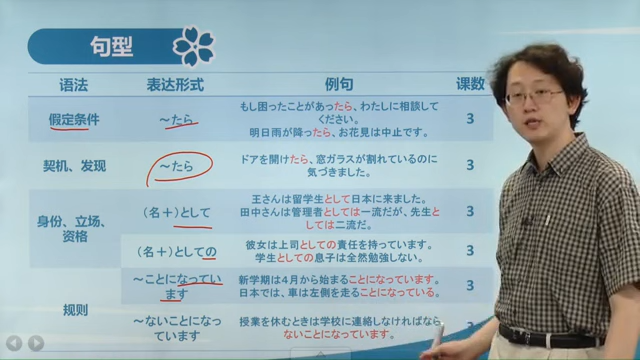 句型
语法 表达形式 例句 课数
假定条件 ～たら もし困ったことがあったら、わたしに相談して
ください。
明日雨が降ったら、お花見は中止です。 3
契机、发现 ～たら ドアを開けたら、窓ガラスが割れているのに
気づきました。 3
身份、立场、
资格 (名＋)として 王さんは留学生として日本に来ました。
田中さんは管理者としては一流だが、先生と
しては二流だ。 3
(名＋)としての 彼女は上司としての責任を持っています。
学生としての息子は全然勉強しない。 3
规则 ～ことになってい
ます 新学期は４月から始まることになっています。
日本では、車は左側を走ることになっている。 3
～ないことになっ
ています 授業を休むときは学校に連絡しなければなら
ないことになっています。 3